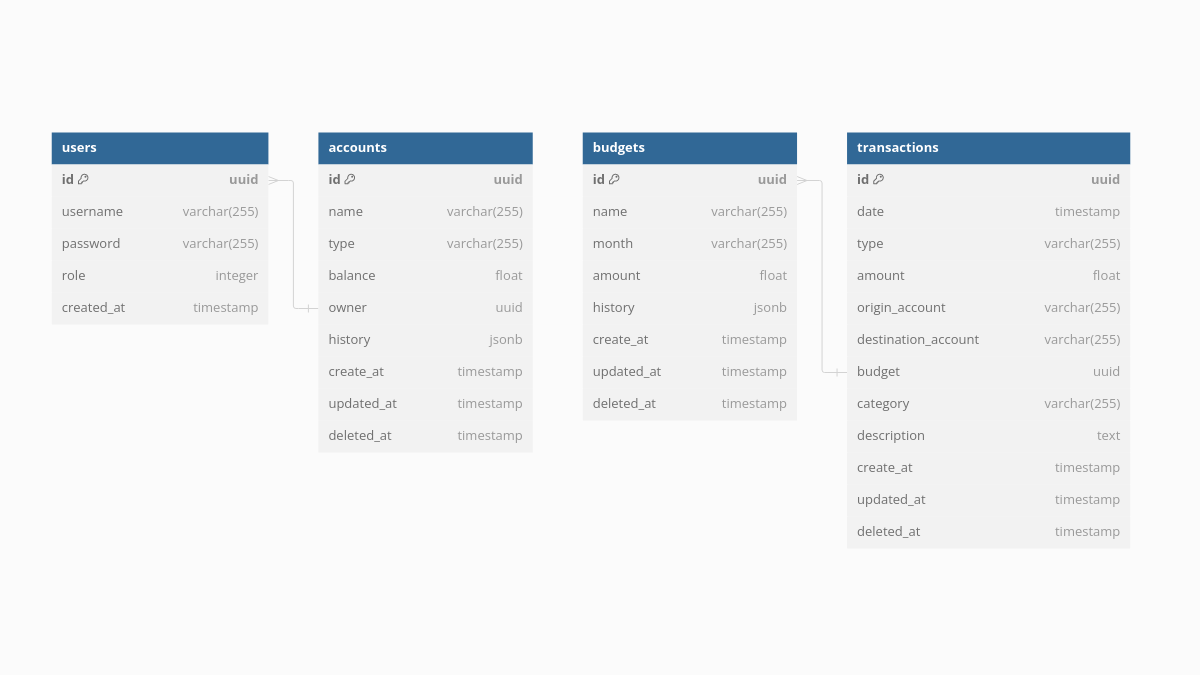 users
id uuid
username varchar(255)
password varchar(255)
role integer
created_at timestamp
accounts
id uuid
name varchar(255)
type varchar(255)
balance float
owner uuid
history jsonb
create_at timestamp
updated_at timestamp
deleted_at timestamp
budgets
id uuid
name varchar(255)
month varchar(255)
amount float
history jsonb
create_at timestamp
updated_at timestamp
deleted_at timestamp
transactions
id uuid
date timestamp
type varchar(255)
amount float
origin_account varchar(255)
destination_account varchar(255)
budget uuid
category varchar(255)
description text
create_at timestamp
updated_at timestamp
deleted_at timestamp